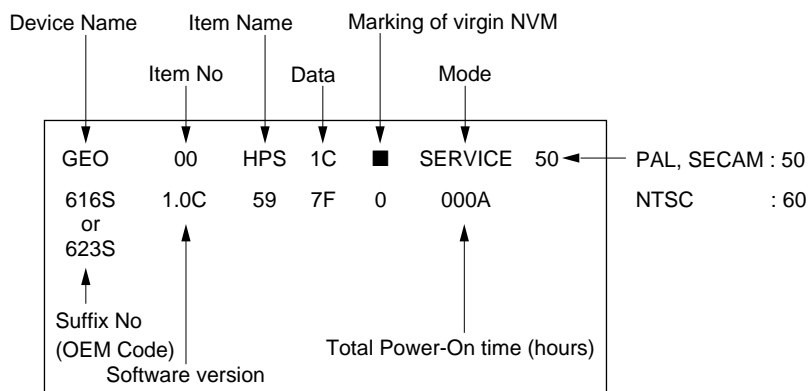 Device Name Item Name Marking of virgin NVM
Item No Data Mode
GEO 00 HPS 1C ■ SERVICE 50 PAL, SECAM : 50
616S 1.0C 59 7F 0 000A NTSC : 60
or
623S
Suffix No
(OEM Code) Total Power-On time (hours)
Software version